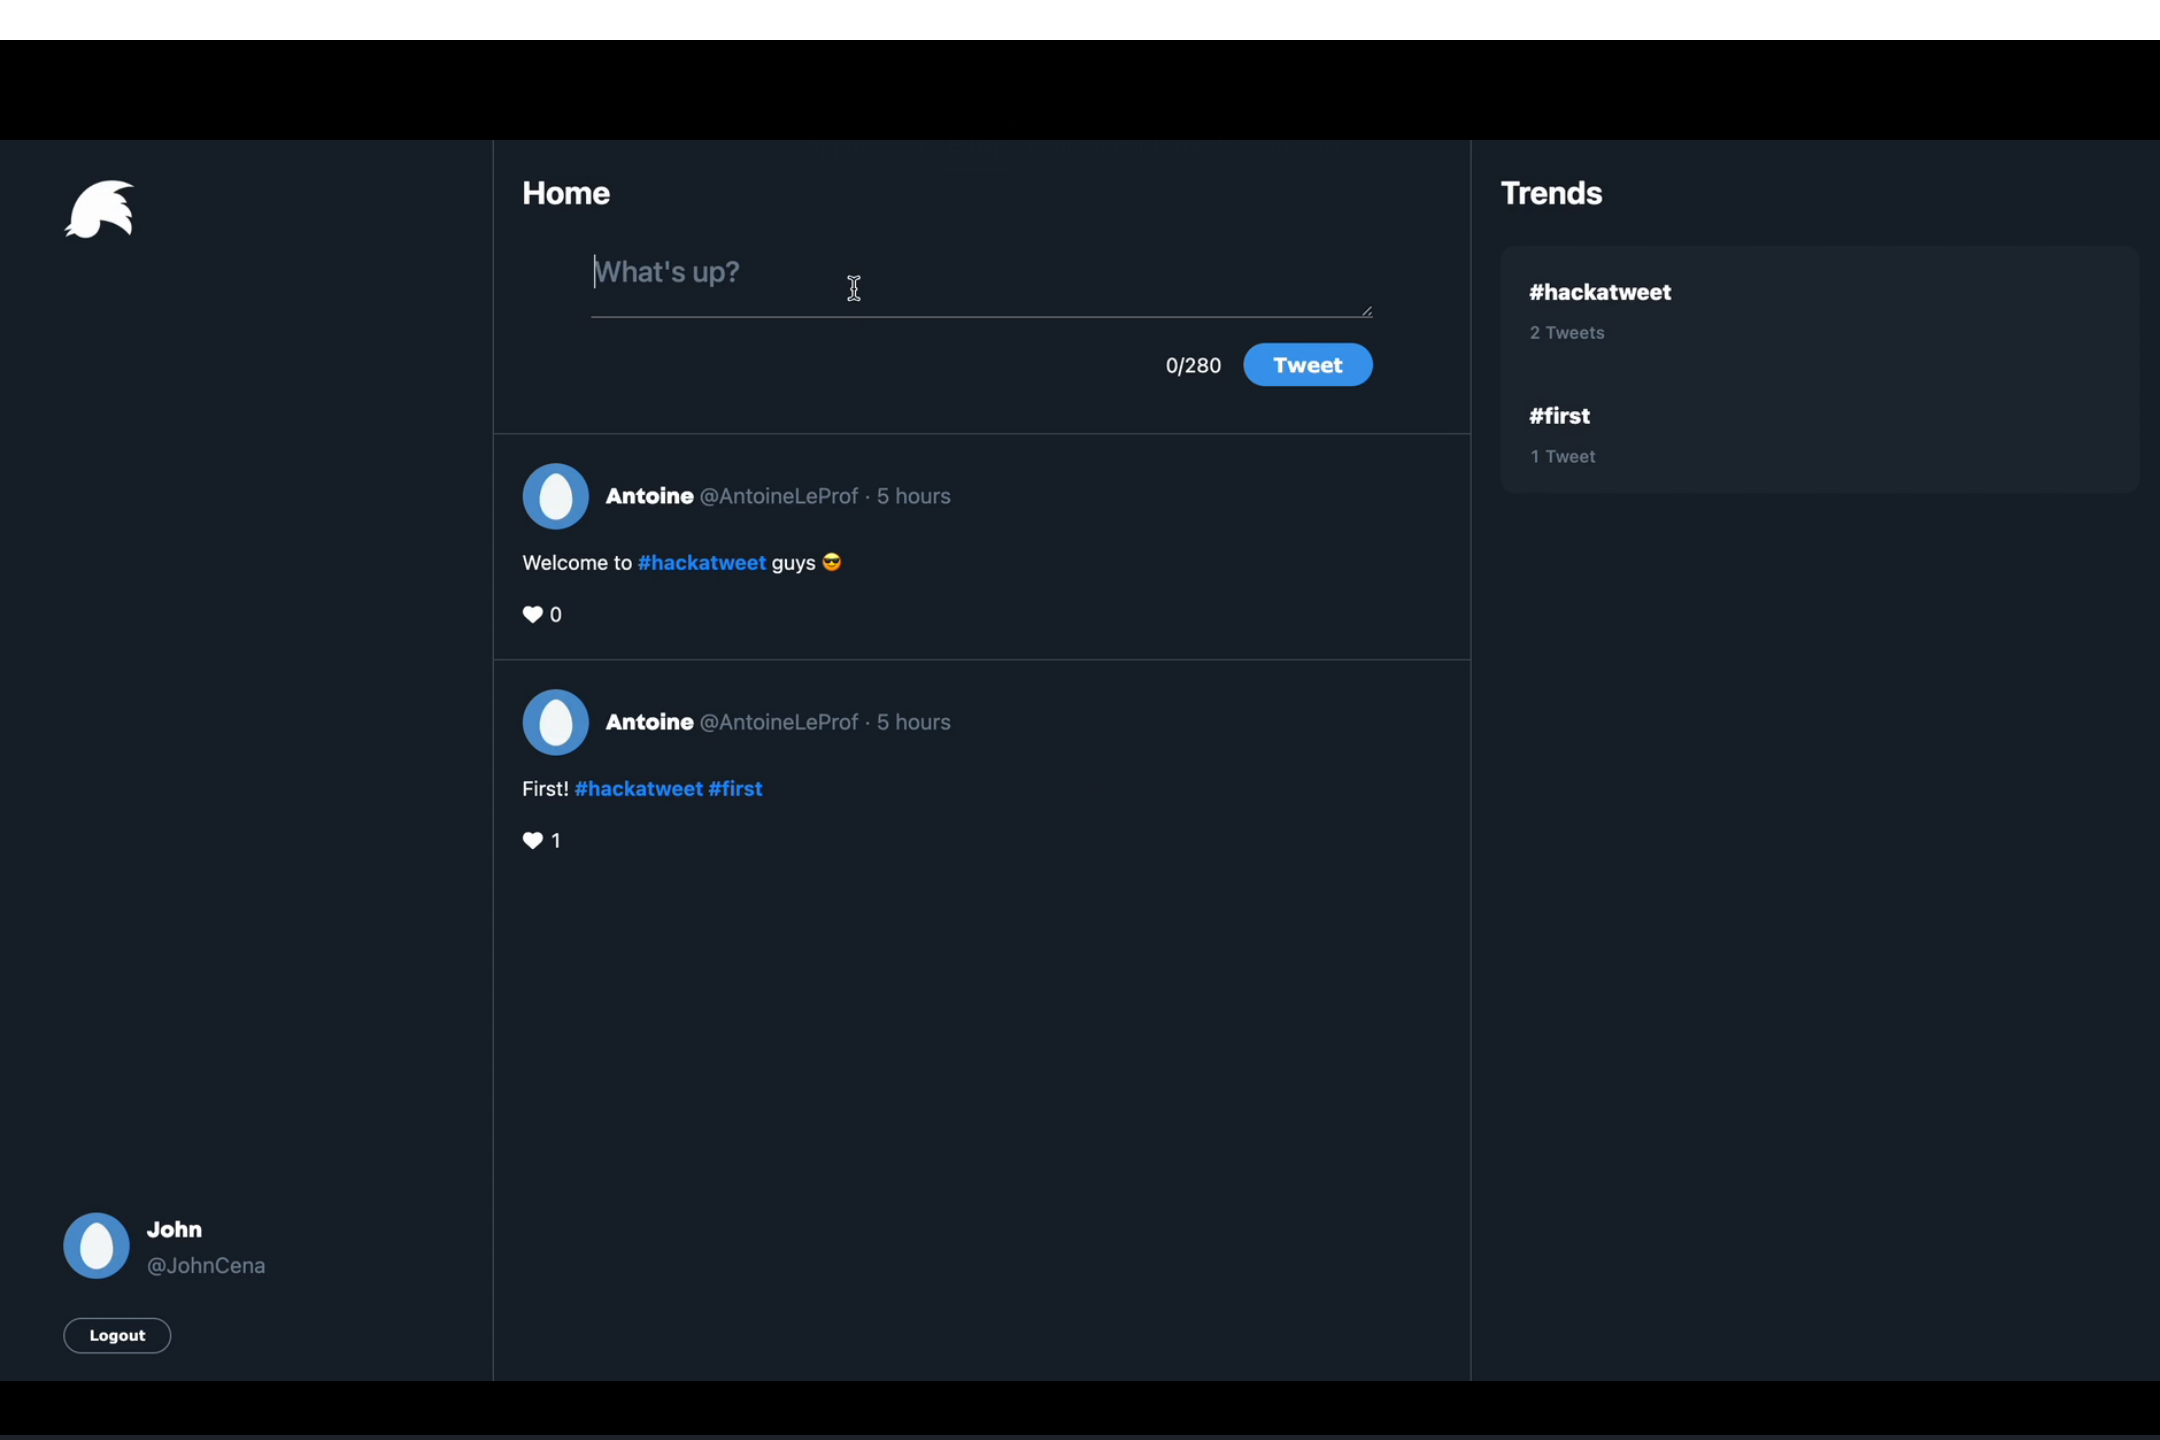 Home
What's up?
0/280 Tweet
Antoine @AntoineLeProf · 5 hours
Welcome to #hackatweet guys 😎
0
Antoine @AntoineLeProf · 5 hours
First! #hackatweet #first
1
Trends
#hackatweet
2 Tweets
#first
1 Tweet
John
@JohnCena
Logout